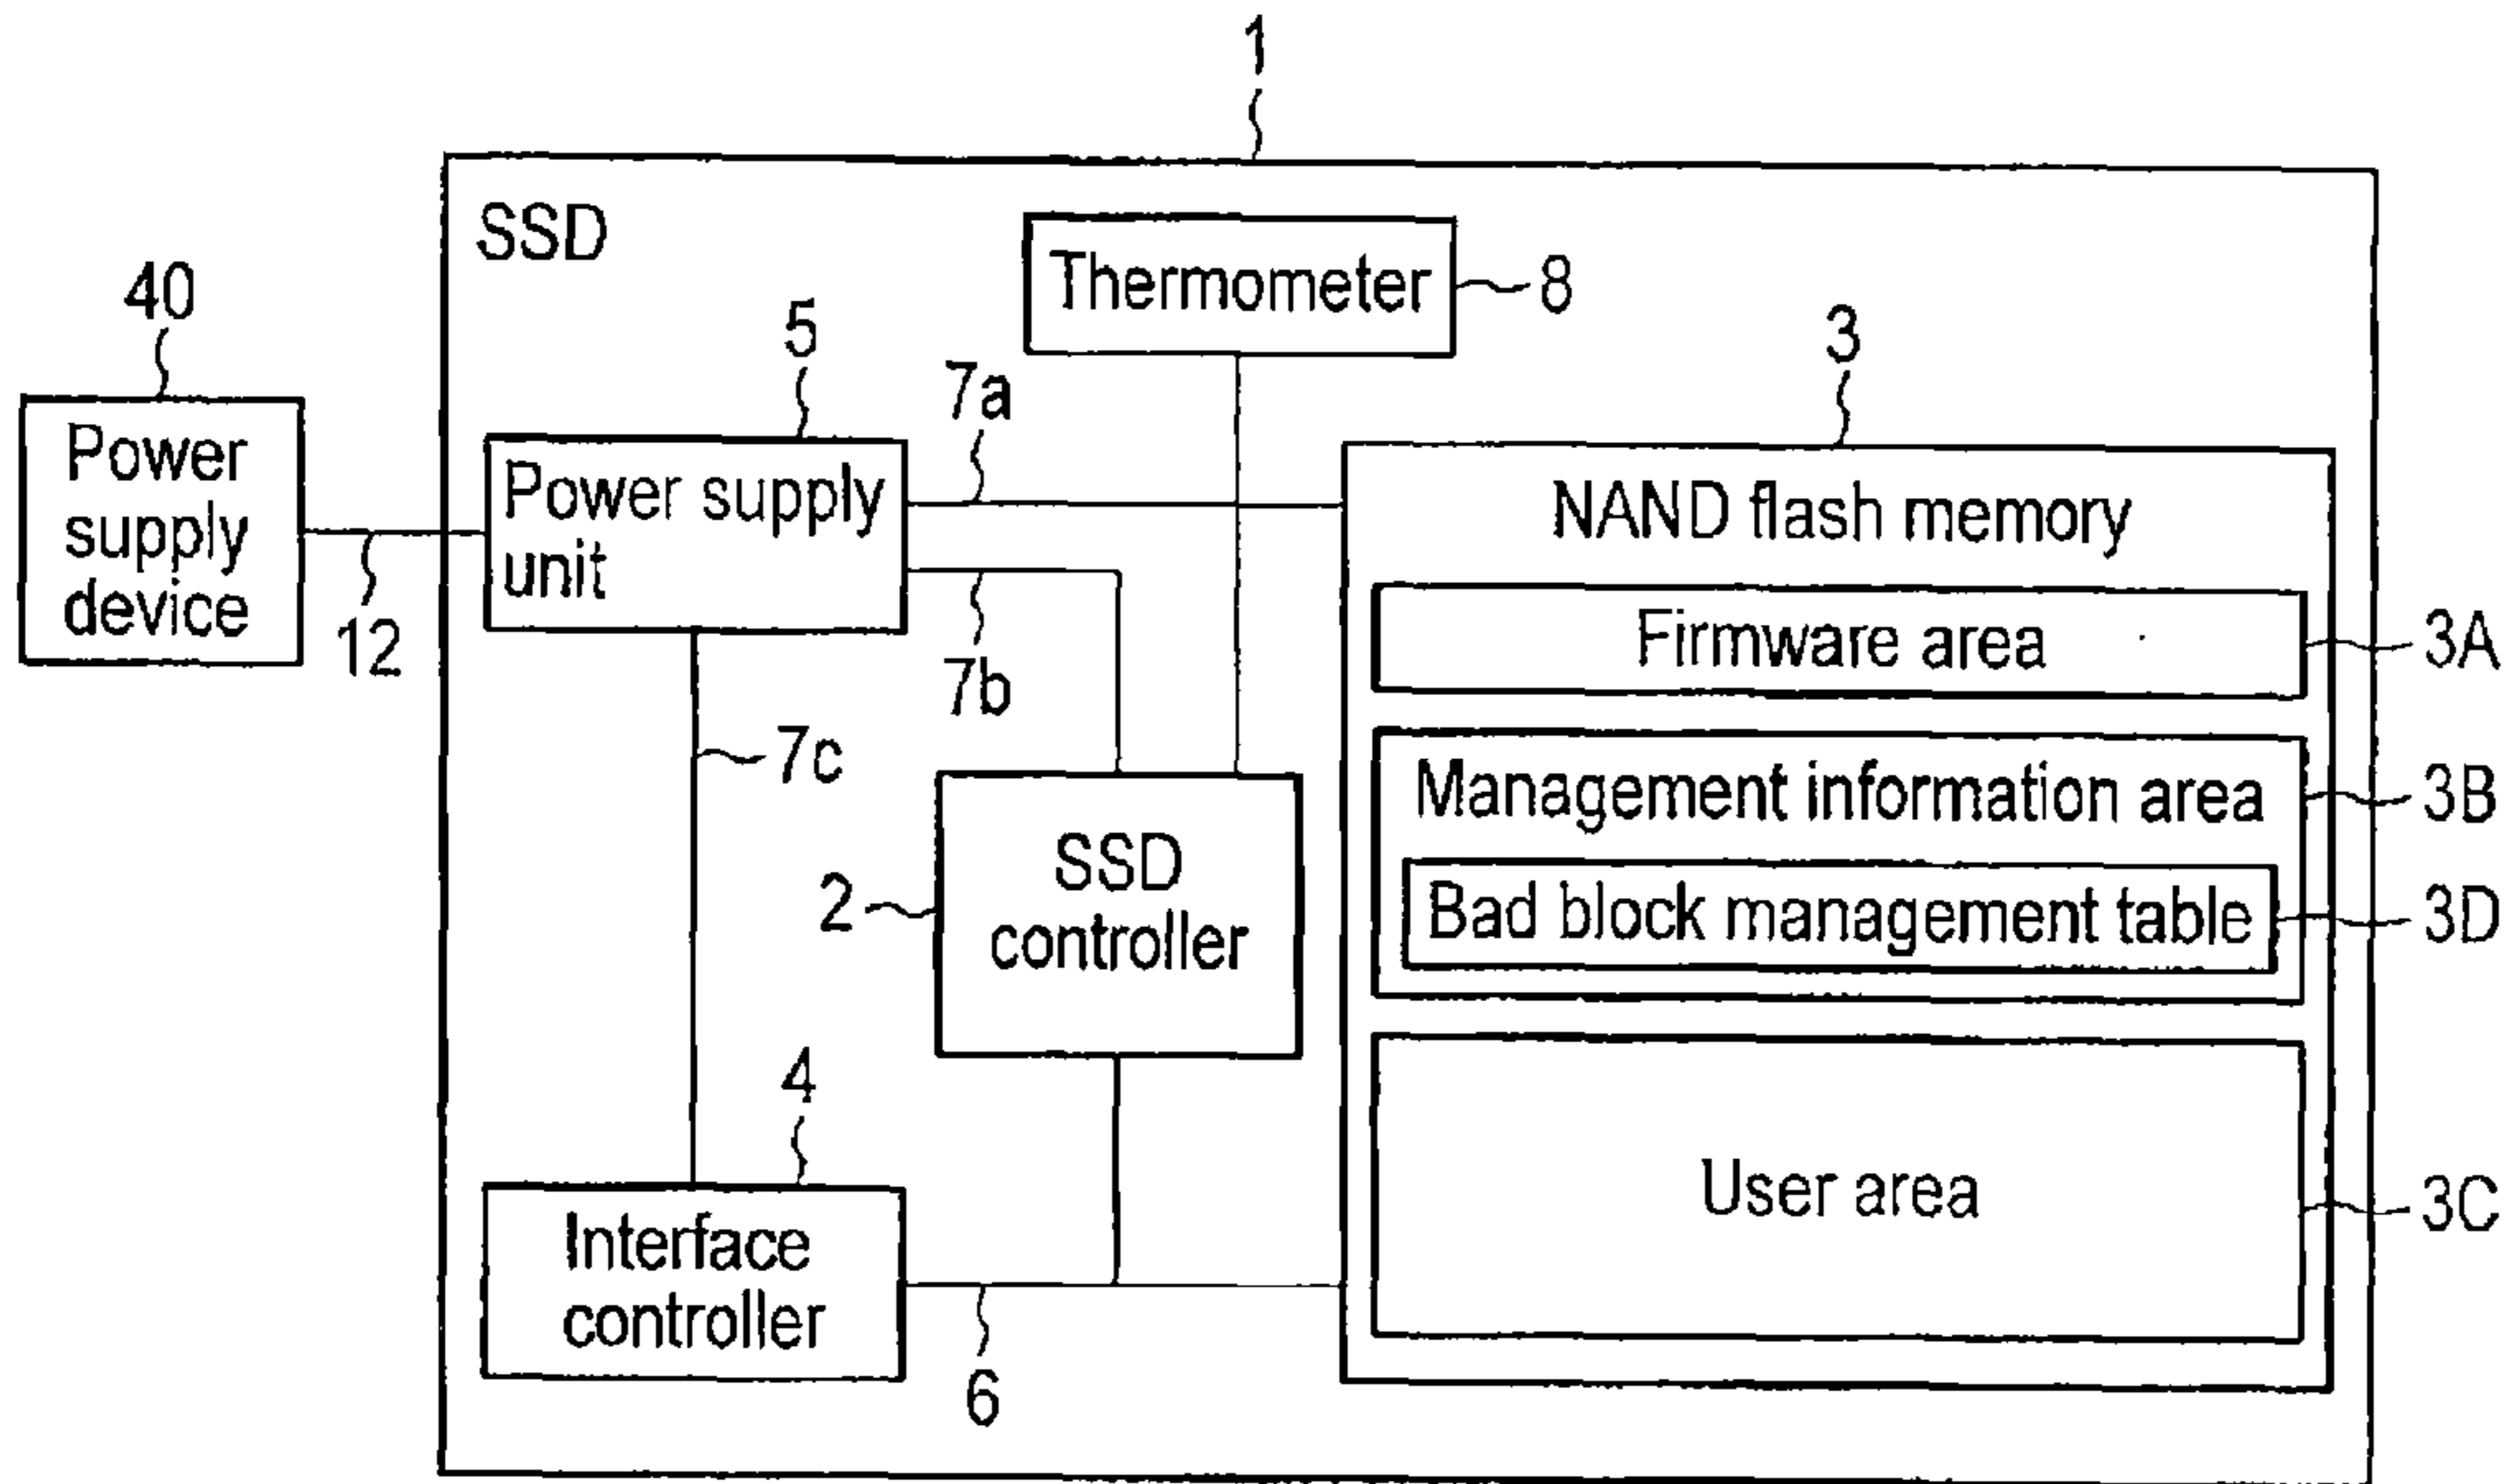 1
SSD
Thermometer
8
40
5
7a
3
Power
supply
device
12
Power supply
unit
7b
7c
NAND flash memory
Firmware area
3A
Management information area
3B
Bad block management table
3D
2
SSD
controller
4
Interface
controller
6
User area
3C